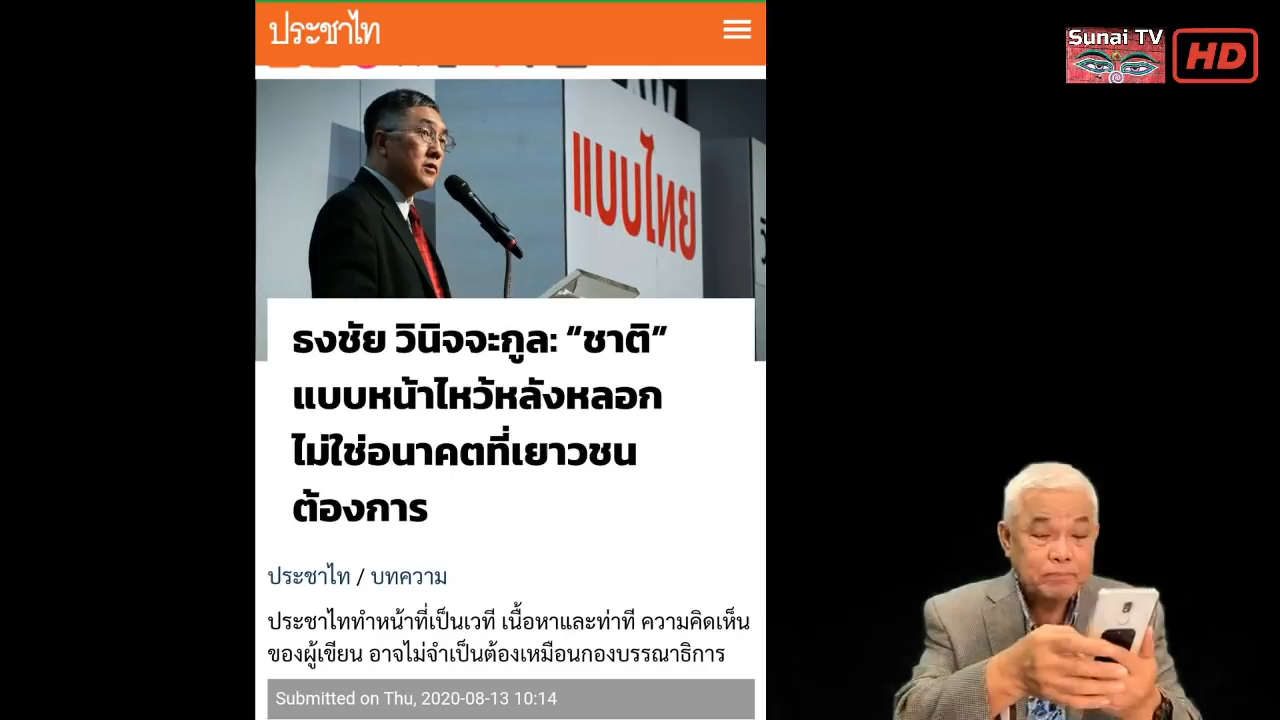 ประชาไท
Sunai TV
HD
แบบไทย
ธงชัย วินิจจะกูล: “ชาติ”
แบบหน้าไหว้หลังหลอก
ไม่ใช่อนาคตที่เยาวชน
ต้องการ
ประชาไท / บทความ
ประชาไททำหน้าที่เป็นเวที เนื้อหาและท่าที ความคิดเห็น
ของผู้เขียน อาจไม่จำเป็นต้องเหมือนกองบรรณาธิการ
Submitted on Thu, 2020-08-13 10:14